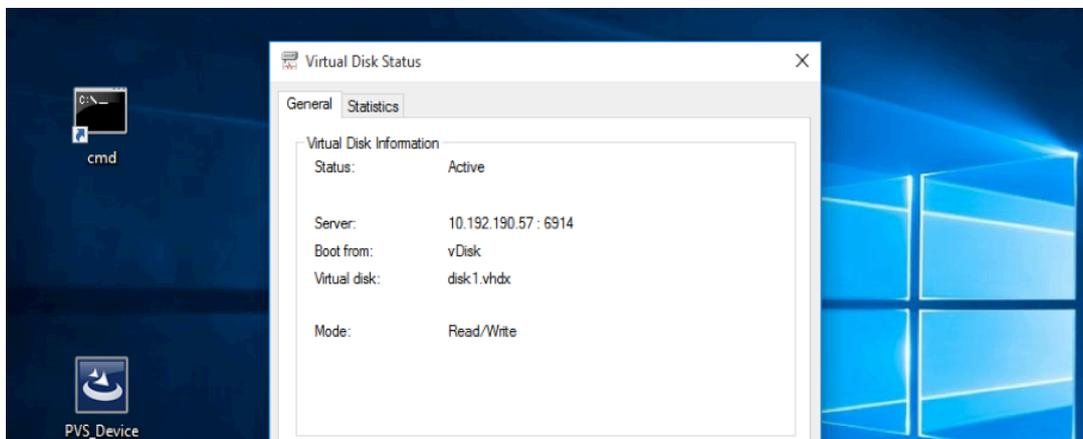 Virtual Disk Status
General Statistics
Virtual Disk Information
Status: Active
Server: 10.192.190.57 : 6914
Boot from: vDisk
Virtual disk: disk1.vhdx
Mode: Read/Write
C:\_
cmd
PVS_Device